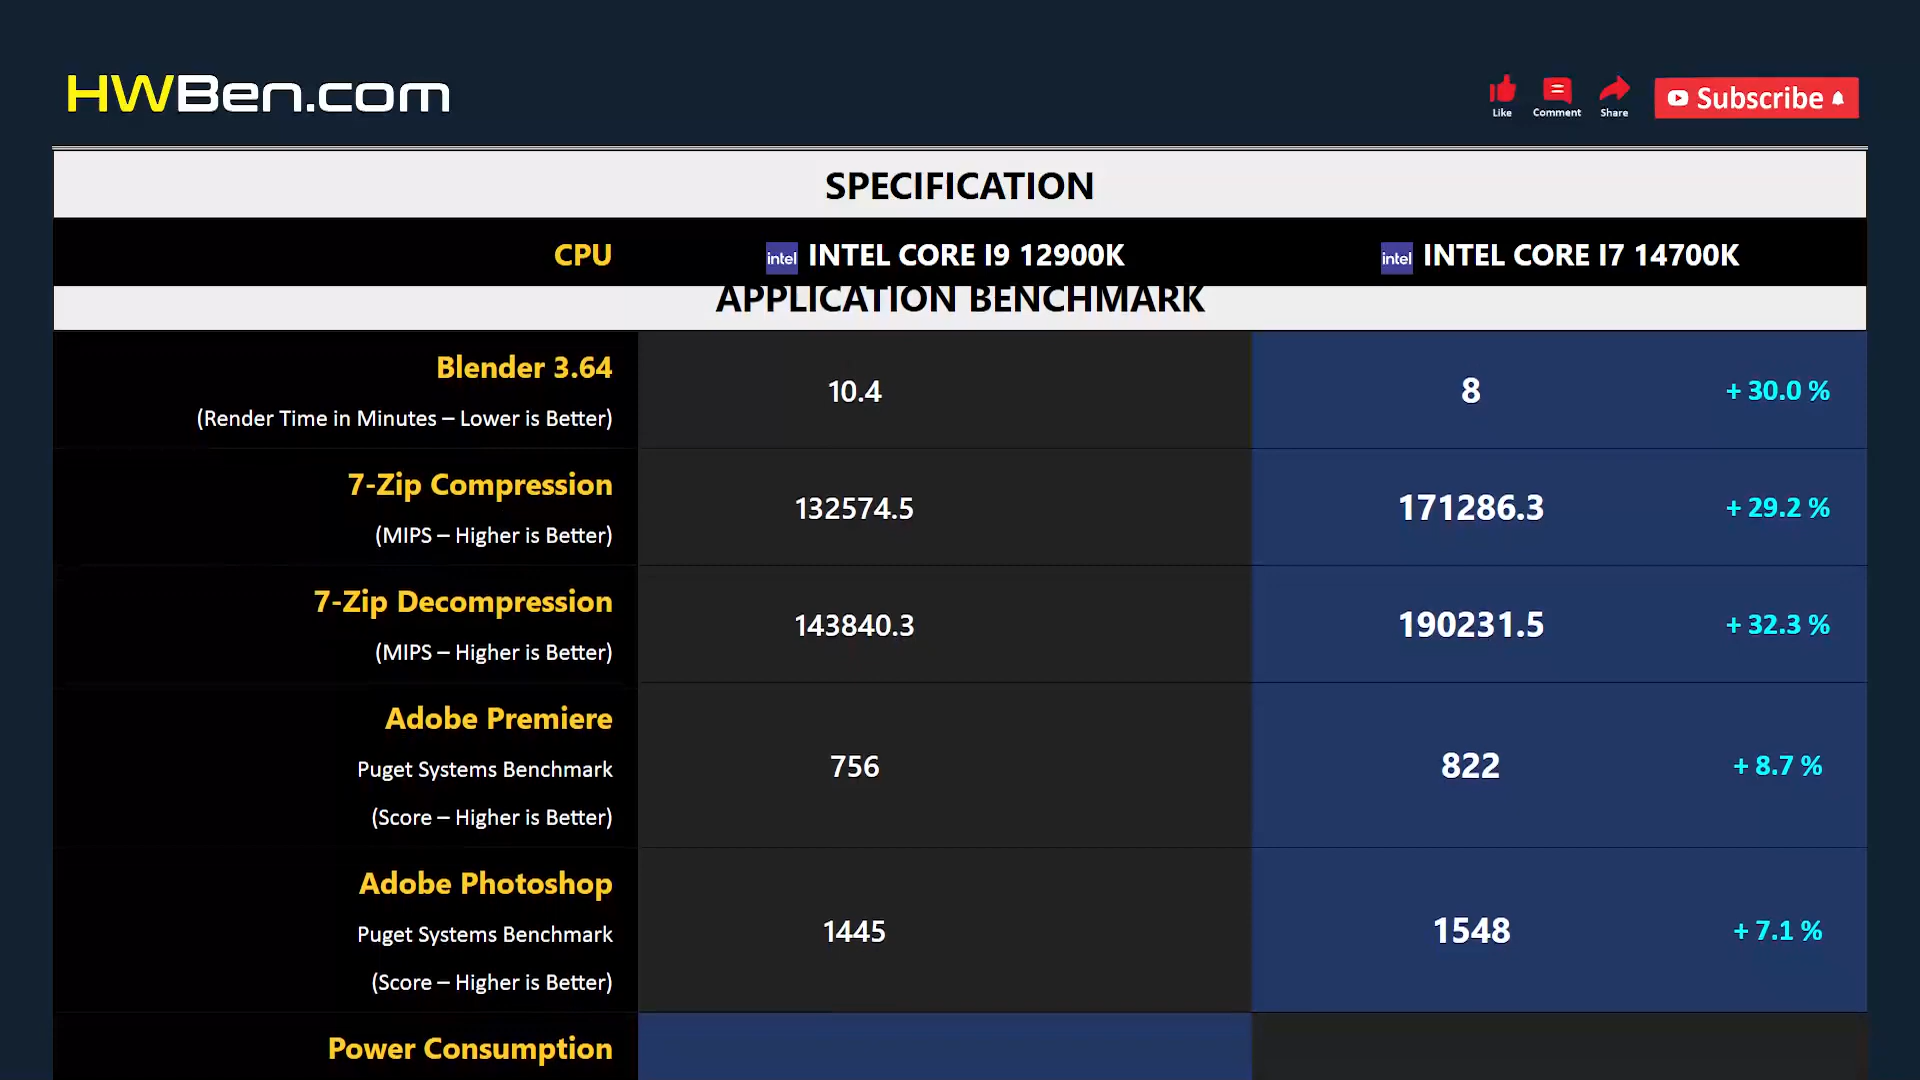 HWBen.com
Like Comment Share Subscribe
SPECIFICATION
CPU intel INTEL CORE I9 12900K intel INTEL CORE I7 14700K
APPLICATION BENCHMARK
Blender 3.64
(Render Time in Minutes – Lower is Better)
10.4 8 + 30.0 %
7-Zip Compression
(MIPS – Higher is Better)
132574.5 171286.3 + 29.2 %
7-Zip Decompression
(MIPS – Higher is Better)
143840.3 190231.5 + 32.3 %
Adobe Premiere
Puget Systems Benchmark
(Score – Higher is Better)
756 822 + 8.7 %
Adobe Photoshop
Puget Systems Benchmark
(Score – Higher is Better)
1445 1548 + 7.1 %
Power Consumption